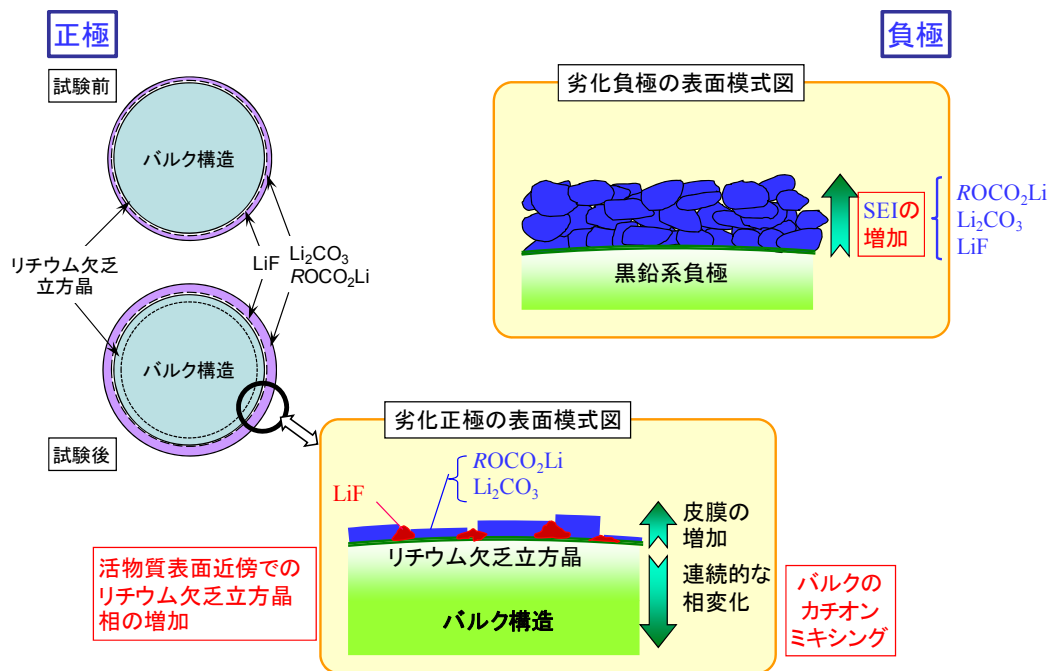 正極
負極
試験前
バルク構造
リチウム欠乏
立方晶
LiF
Li₂CO₃
ROCO₂Li
バルク構造
試験後
劣化負極の表面模式図
黒鉛系負極
SEIの
増加
ROCO₂Li
Li₂CO₃
LiF
劣化正極の表面模式図
ROCO₂Li
Li₂CO₃
LiF
リチウム欠乏立方晶
バルク構造
皮膜の
増加
連続的な
相変化
活物質表面近傍での
リチウム欠乏立方晶
相の増加
バルクの
カチオン
ミキシング